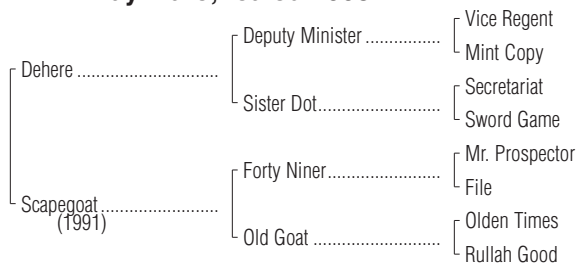 Vice Regent
Deputy Minister ..................
Mint Copy
Dehere ..................................
Secretariat
Sister Dot.............................
Sword Game
Mr. Prospector
Forty Niner...........................
File
Scapegoat ............................
(1991)
Olden Times
Old Goat ..............................
Rullah Good